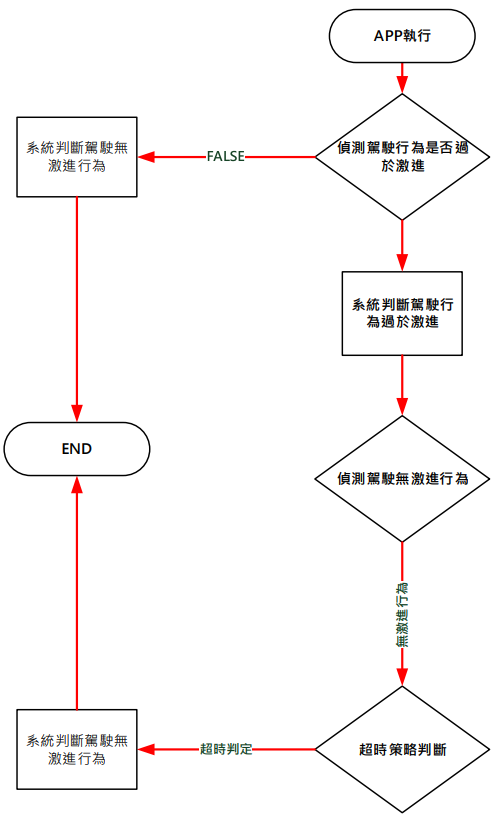 APP執行
偵測駕駛行為是否過
於激進
FALSE
系統判斷駕駛無
激進行為
系統判斷駕駛行
為過於激進
END
偵測駕駛無激進行為
無激進行為
超時策略判斷
超時判定
系統判斷駕駛無
激進行為